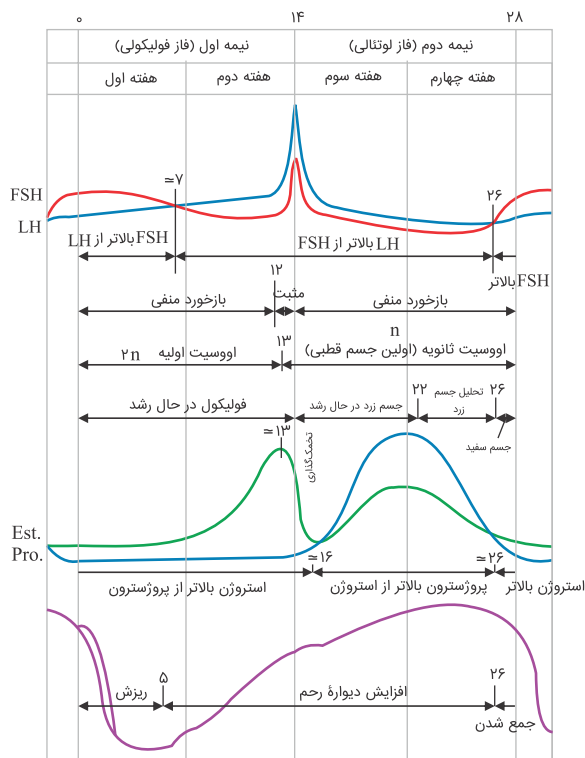 ۰ ۱۴ ۲۸
نیمه اول (فاز فولیکولی) نیمه دوم (فاز لوتئالی)
هفته اول هفته دوم هفته سوم هفته چهارم
≃۷
۲۶
FSH
LH
FSH بالاتر از LH
LH بالاتر از FSH
FSH بالاتر
۱۲
مثبت
بازخورد منفی
بازخورد منفی
۱۳
n
اووسیت اولیه ۲n
اووسیت ثانویه (اولین جسم قطبی)
۲۲
تحلیل جسم زرد
۲۶
فولیکول در حال رشد
جسم زرد در حال رشد
جسم سفید
≃۱۳
تخمک‌گذاری
Est.
Pro.
≃۱۶
≃۲۶
استروژن بالاتر از پروژسترون
پروژسترون بالاتر از استروژن
استروژن بالاتر
۵
۲۶
ریزش
افزایش دیوارهٔ رحم
جمع شدن